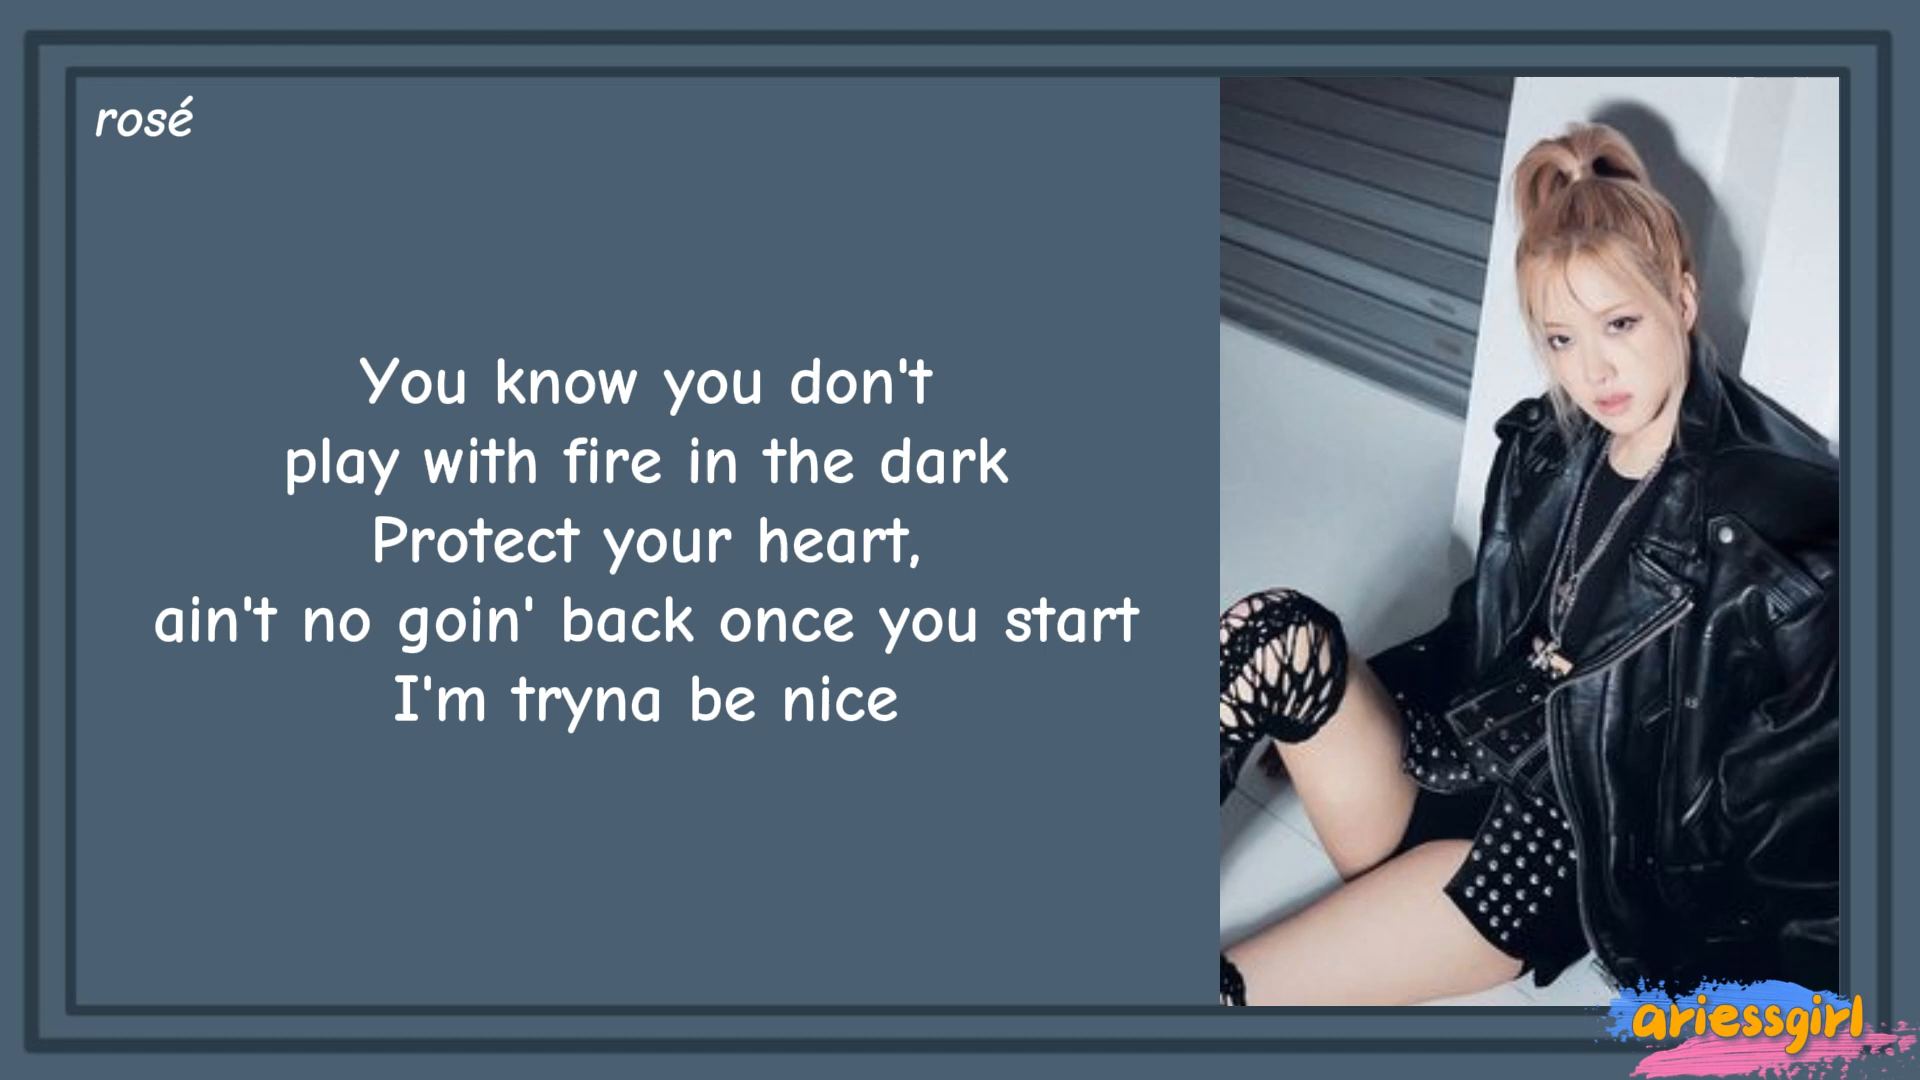 rosé
You know you don't
play with fire in the dark
Protect your heart,
ain't no goin' back once you start
I'm tryna be nice
ariessgirl